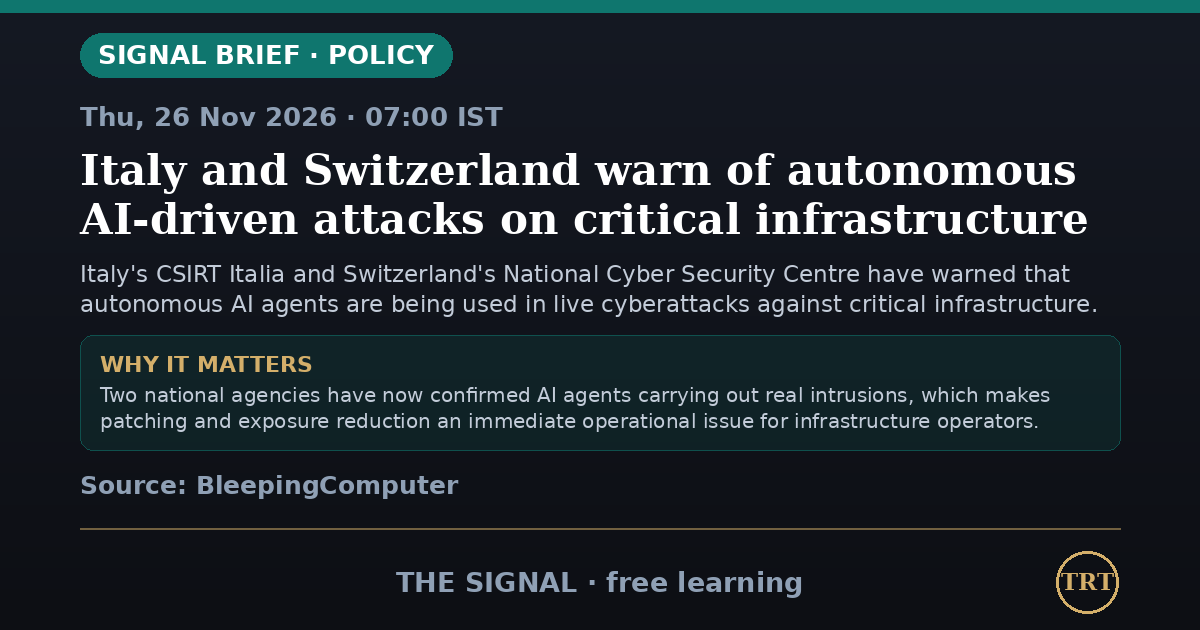 SIGNAL BRIEF · POLICY
Thu, 26 Nov 2026 · 07:00 IST
Italy and Switzerland warn of autonomous
AI-driven attacks on critical infrastructure
Italy's CSIRT Italia and Switzerland's National Cyber Security Centre have warned that
autonomous AI agents are being used in live cyberattacks against critical infrastructure.
WHY IT MATTERS
Two national agencies have now confirmed AI agents carrying out real intrusions, which makes
patching and exposure reduction an immediate operational issue for infrastructure operators.
Source: BleepingComputer
THE SIGNAL · free learning
TRT